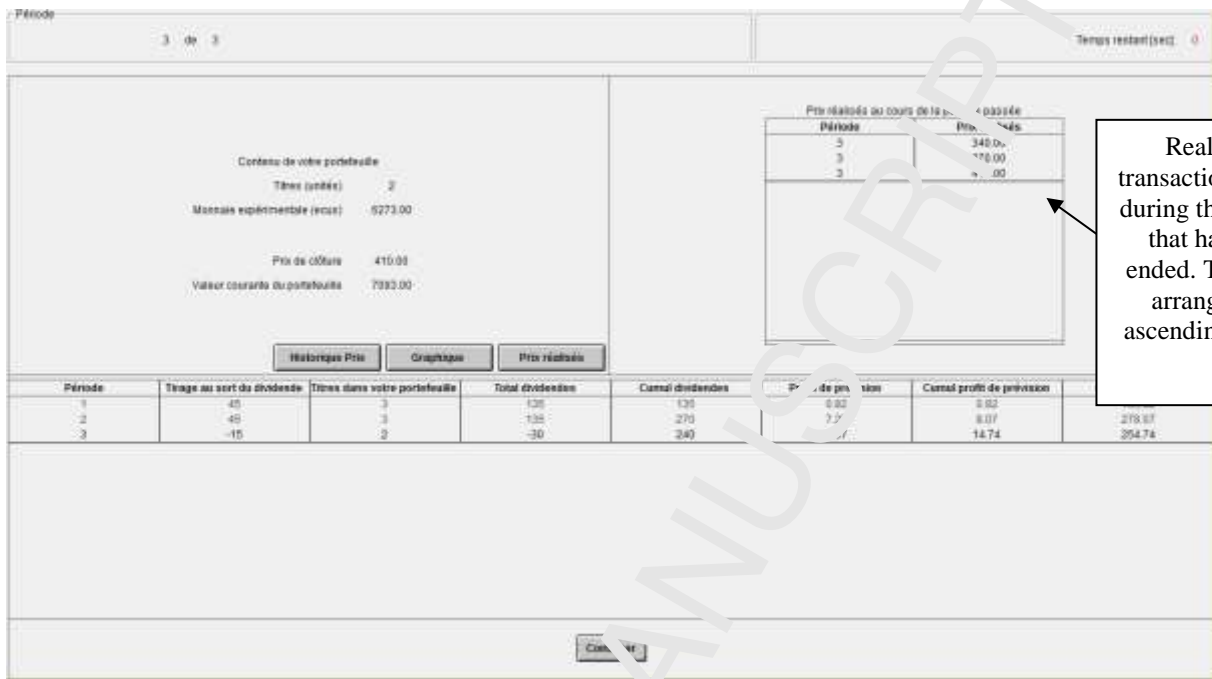 Période
3 de 3
Temps restant [sec] 0
Contenu de votre portefeuille
Titres (unités) 2
Monnaie expérimentale (ecus) 6273.00
Prix de clôture 410.00
Valeur courante du portefeuille 7093.00
Historique Prix Graphique Prix réalisés
Prix réalisés au cours de la passée
Période
3 340.00
3
3
Real
transactio
during th
that ha
ended. T
arrang
ascendin
Période Tirage au sort du dividende Titres dans votre portefeuille Total dividendes Cumul dividendes de Cumul profit de prévision
1 45 3 135 135 0.82 0.82
2 45 3 135 270 8.07 278.07
3 -15 2 -30 240 14.74 254.74
MANUSCRIPT